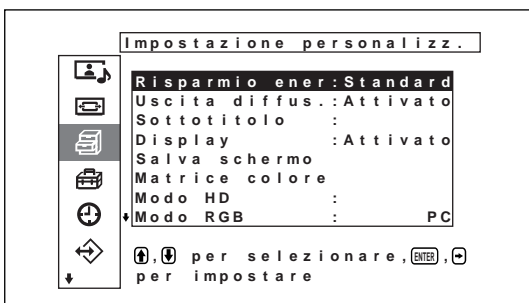 Impostazione personalizz.
Risparmio ener:Standard
Uscita diffus.:Attivato
Sottotitolo :
Display :Attivato
Salva schermo
Matrice colore
Modo HD :
Modo RGB : PC
, per selezionare, ENTER ,
per impostare